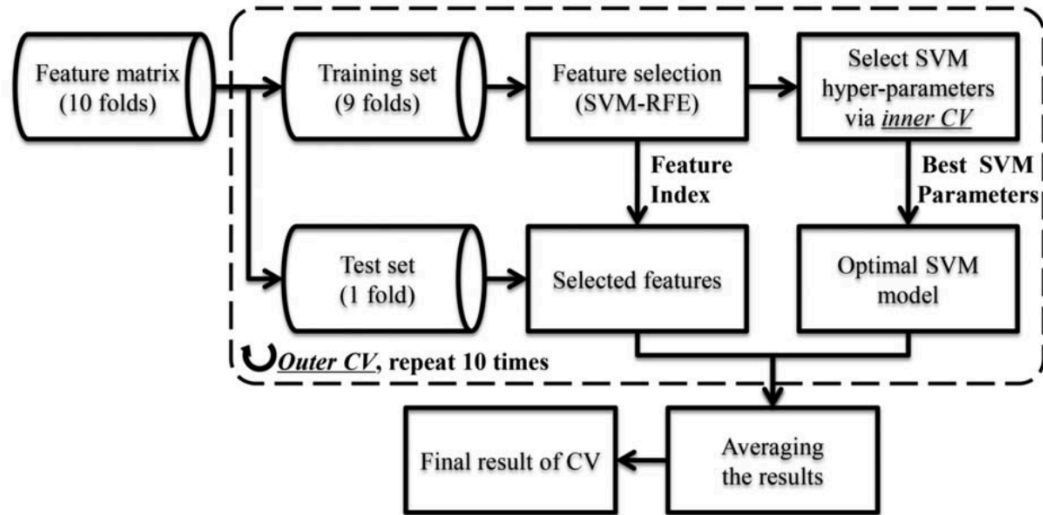 Feature matrix
(10 folds)
Training set
(9 folds)
Feature selection
(SVM-RFE)
Select SVM
hyper-parameters
via inner CV
Feature
Index
Best SVM
Parameters
Test set
(1 fold)
Selected features
Optimal SVM
model
Outer CV, repeat 10 times
Final result of CV
Averaging
the results